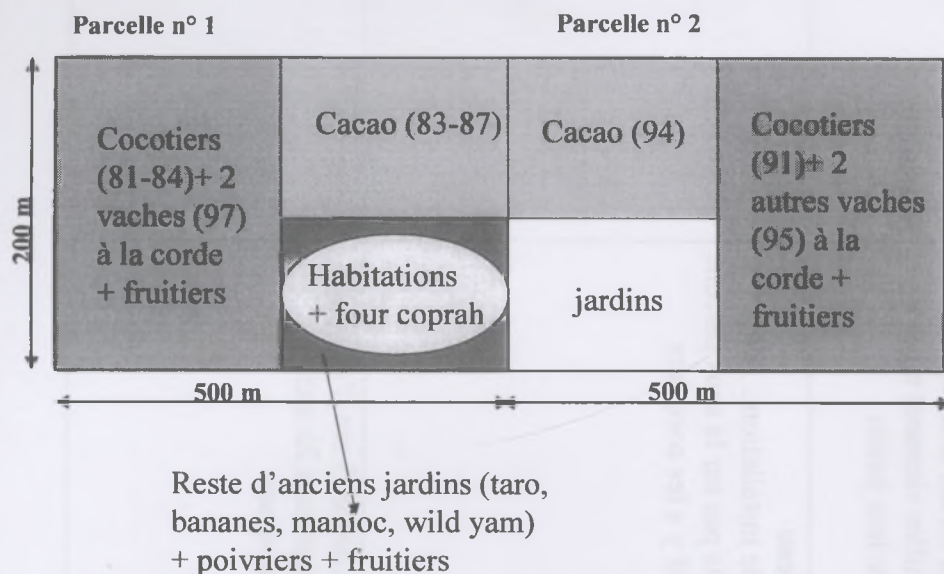 Parcelle n° 1
Parcelle n° 2
200 m
Cocotiers
(81-84)+ 2
vaches (97)
à la corde
+ fruitiers
Cacao (83-87)
Cacao (94)
Cocotiers
(91)+ 2
autres vaches
(95) à la
corde +
fruitiers
Habitations
+ four coprah
jardins
500 m
500 m
Reste d'anciens jardins (taro,
bananes, manioc, wild yam)
+ poivriers + fruitiers